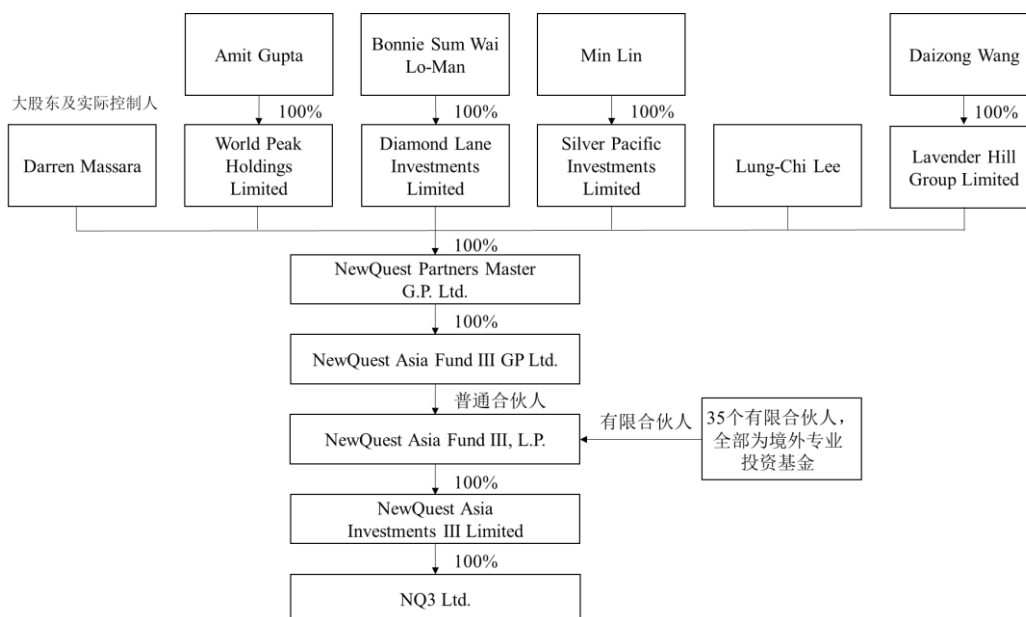 Amit Gupta
Bonnie Sum Wai
Lo-Man
Min Lin
Daizong Wang
大股东及实际控制人
100%
100%
100%
100%
Darren Massara
World Peak
Holdings
Limited
Diamond Lane
Investments
Limited
Silver Pacific
Investments
Limited
Lung-Chi Lee
Lavender Hill
Group Limited
100%
NewQuest Partners Master
G.P. Ltd.
100%
NewQuest Asia Fund III GP Ltd.
普通合伙人
NewQuest Asia Fund III, L.P.
有限合伙人
35个有限合伙人，
全部为境外专业
投资基金
100%
NewQuest Asia
Investments III Limited
100%
NQ3 Ltd.